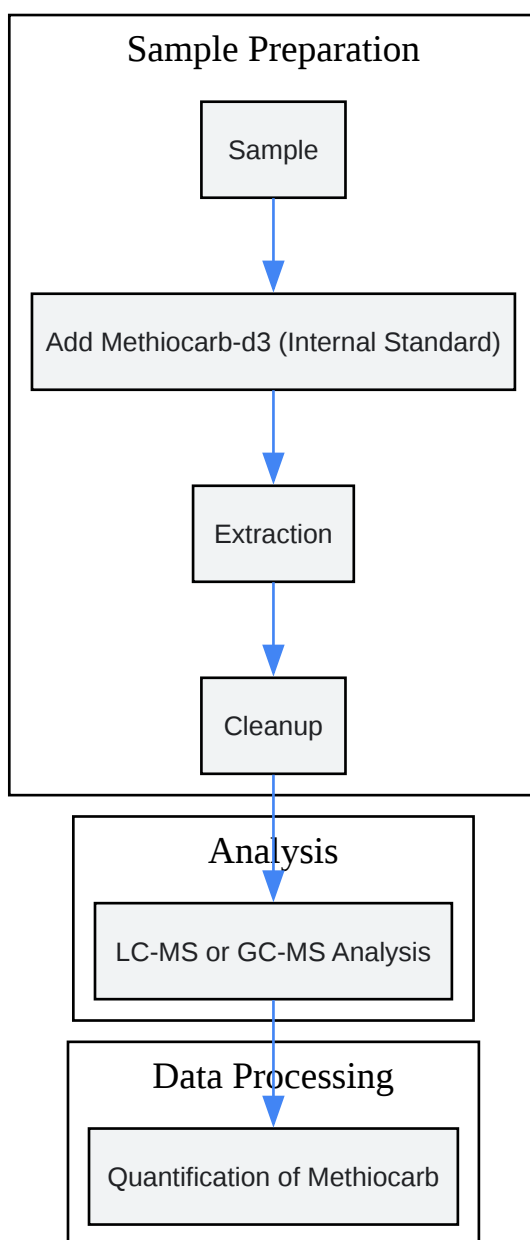 Sample Preparation
Sample
Add Methiocarb-d3 (Internal Standard)
Extraction
Cleanup
Analysis
LC-MS or GC-MS Analysis
Data Processing
Quantification of Methiocarb